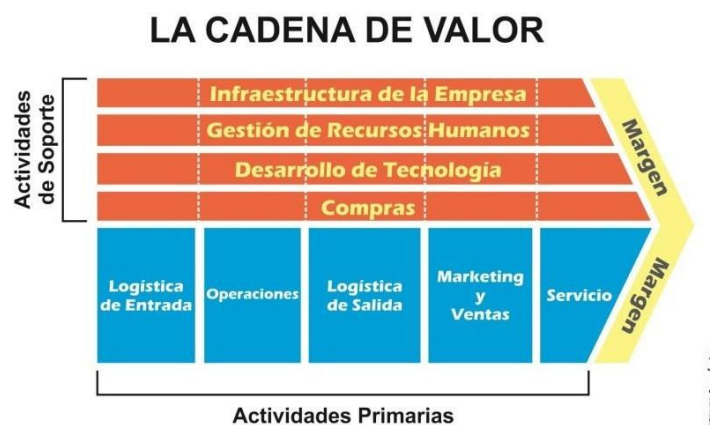 LA CADENA DE VALOR
Actividades
de Soporte
Infraestructura de la Empresa
Gestión de Recursos Humanos
Desarrollo de Tecnología
Compras
Margen
Margen
Logística
de Entrada
Operaciones
Logística
de Salida
Marketing
y
Ventas
Servicio
Actividades Primarias